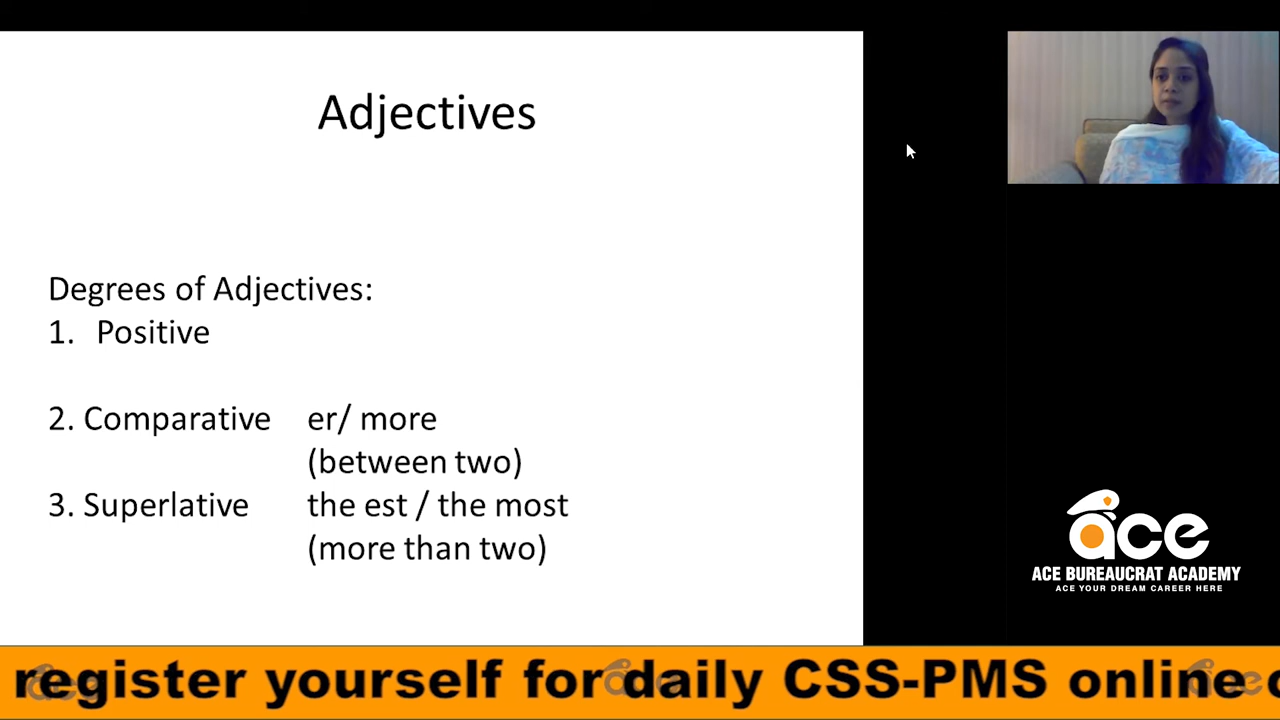 Adjectives
Degrees of Adjectives:
1. Positive
2. Comparative er/ more
(between two)
3. Superlative the est / the most
(more than two)
ace
ACE BUREAUCRAT ACADEMY
ACE YOUR DREAM CAREER HERE
register yourself for daily CSS-PMS online